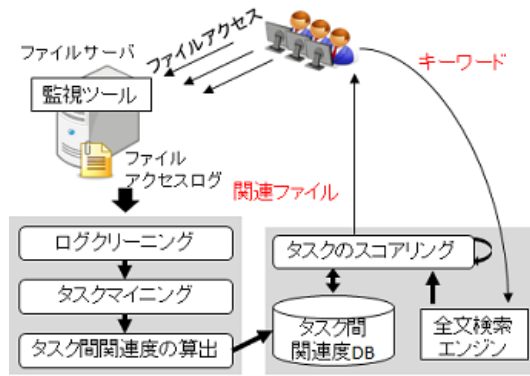 ファイルサーバ
ファイルアクセス
監視ツール
キーワード
ファイル
アクセスログ
関連ファイル
ログクリーニング
タスクマイニング
タスク間関連度の算出
タスクのスコアリング
タスク間
関連度DB
全文検索
エンジン